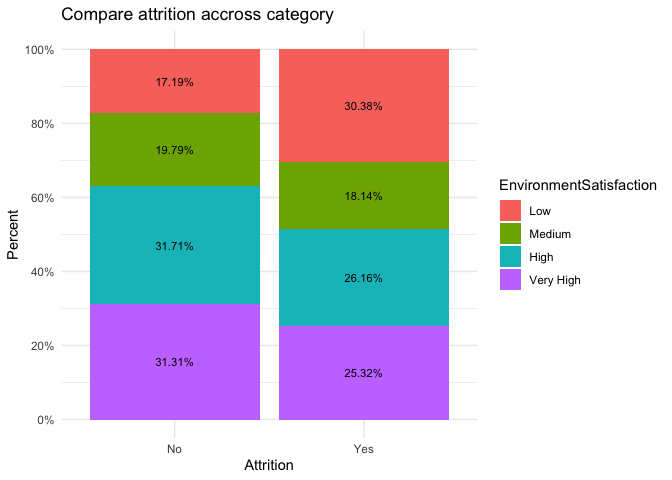 Compare attrition accross category
100%
80%
60%
40%
20%
0%
Percent
17.19%
19.79%
31.71%
31.31%
30.38%
18.14%
26.16%
25.32%
No
Yes
Attrition
EnvironmentSatisfaction
Low
Medium
High
Very High